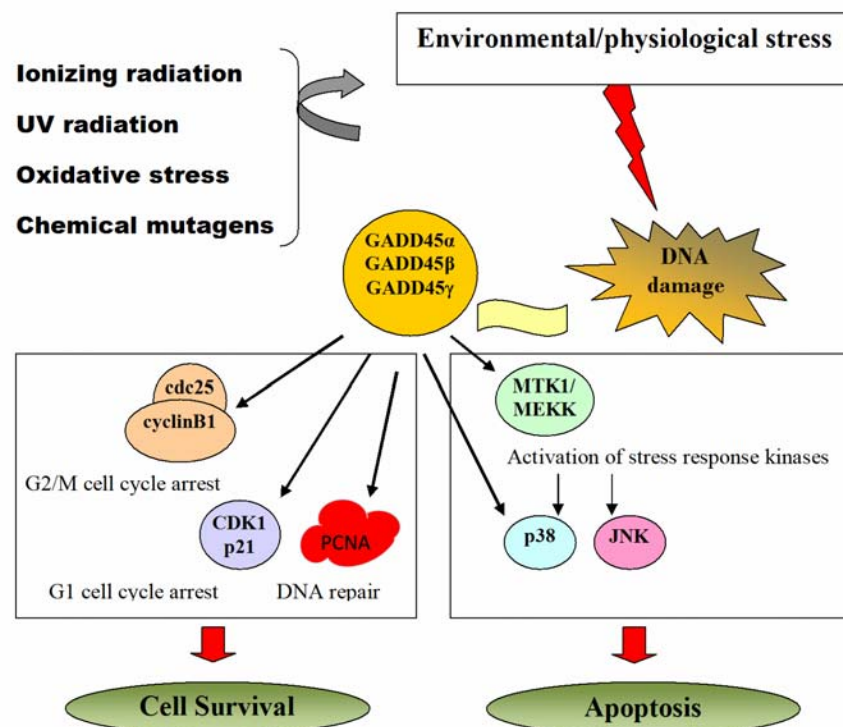 Environmental/physiological stress
Ionizing radiation
UV radiation
Oxidative stress
Chemical mutagens
GADD45α
GADD45β
GADD45γ
DNA
damage
cdc25
cyclinB1
G2/M cell cycle arrest
CDK1
p21
PCNA
G1 cell cycle arrest
DNA repair
MTK1/
MEKK
Activation of stress response kinases
p38
JNK
Cell Survival
Apoptosis